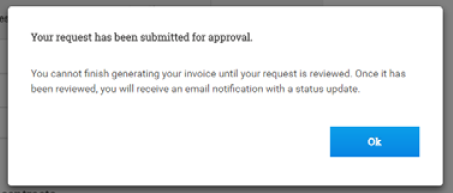 Your request has been submitted for approval.
You cannot finish generating your invoice until your request is reviewed. Once it has
been reviewed, you will receive an email notification with a status update.
Ok